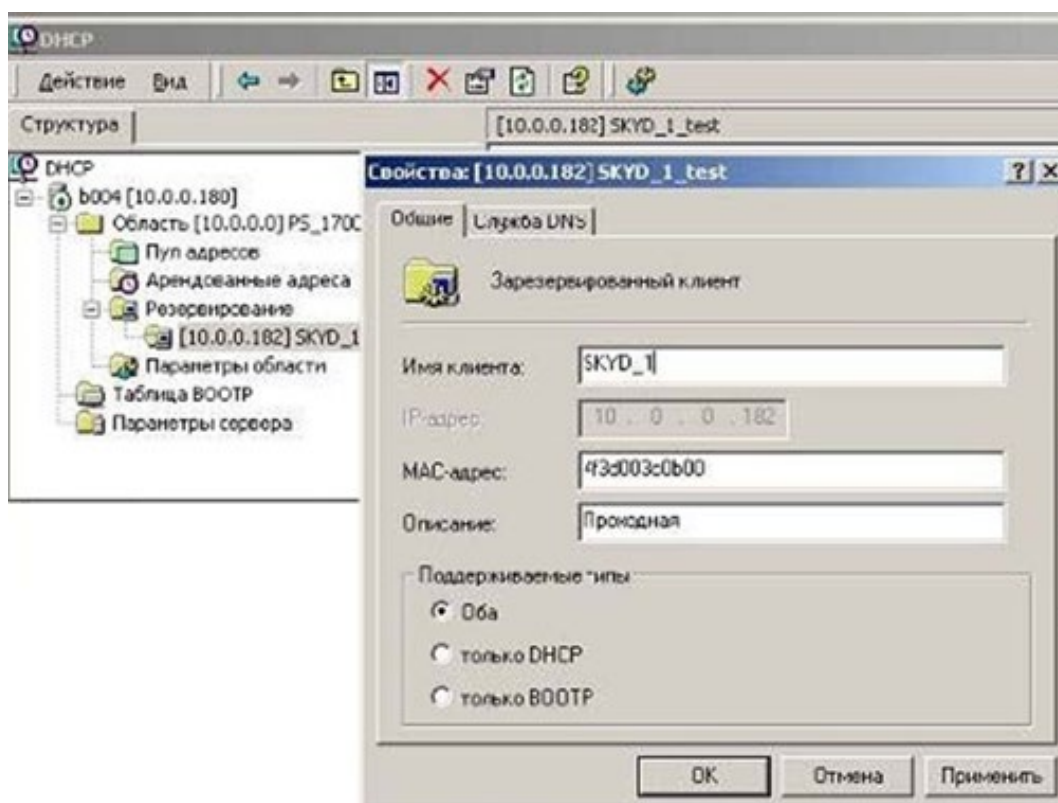 DHCP
Действие Вид
Структура
[10.0.0.182] SKYD_1_test
DHCP
b004 [10.0.0.180]
Область [10.0.0.0] PS_1700
Пул адресов
Арендованные адреса
Резервирование
[10.0.0.182] SKYD_1
Параметры области
Таблица BOOTP
Параметры сервера
Свойства: [10.0.0.182] SKYD_1_test
Общие Служба DNS
Зарезервированный клиент
Имя клиента: SKYD_1
IP-адрес: 10 . 0 . 0 . 182
MAC-адрес: 4f3d003c0b00
Описание: Проходная
Поддерживаемые типы
Оба
только DHCP
только BOOTP
OK Отмена Применить